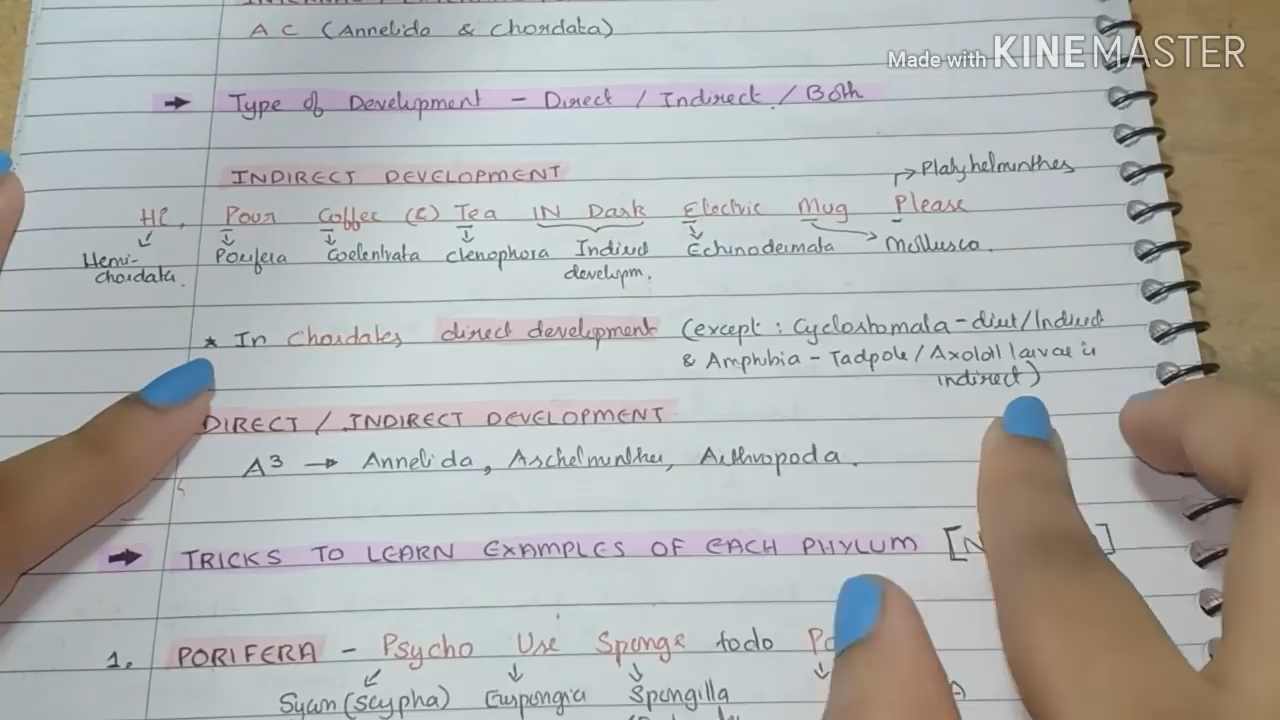 A C (Annelida & Chordata)
Made with KINEMASTER
→ Type of Development - Direct / Indirect / Both
INDIRECT DEVELOPMENT
→ Platyhelminthes
HE, Pour Coffee (C) Tea IN Dark Electric Mug Please
Hemi-chordata. Porifera Coelentrata ctenophora Indirect developm. Echinodermata Mollusca.
* In Chordates direct development (except : Cyclostomata - diret/Indirect
& Amphibia - Tadpole / Axolotl larvae is
indirect)
DIRECT / INDIRECT DEVELOPMENT
A³ → Annelida, Aschelminthes, Arthropoda.
→ TRICKS TO LEARN EXAMPLES OF EACH PHYLUM [N ]
1. PORIFERA - Psycho Use Sponge todo
Sycon (scypha) Euspongia Spongilla